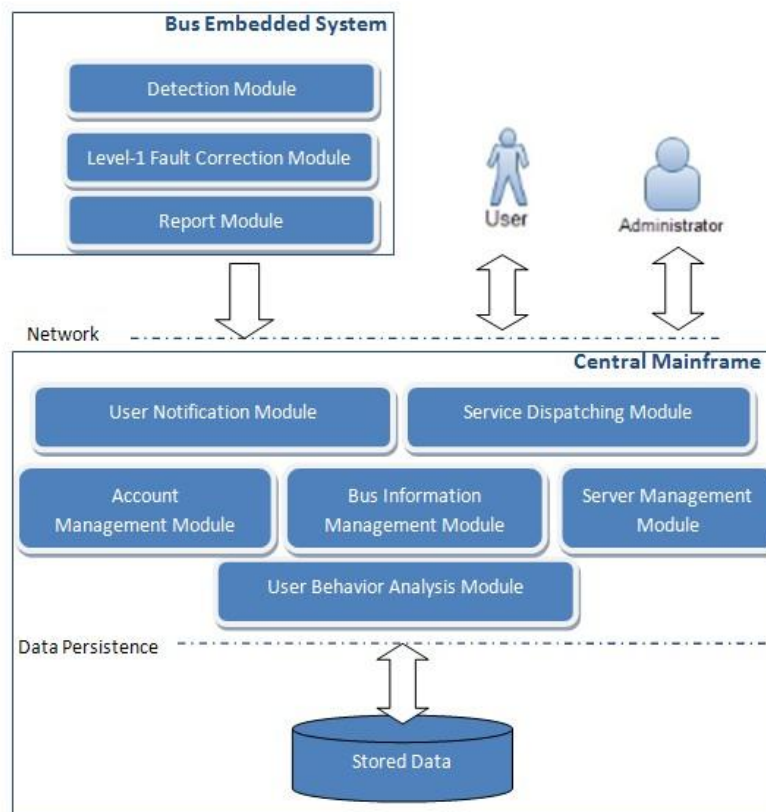 Bus Embedded System
Detection Module
Level-1 Fault Correction Module
Report Module
User
Administrator
Network
Central Mainframe
User Notification Module
Service Dispatching Module
Account
Management Module
Bus Information
Management Module
Server Management
Module
User Behavior Analysis Module
Data Persistence
Stored Data